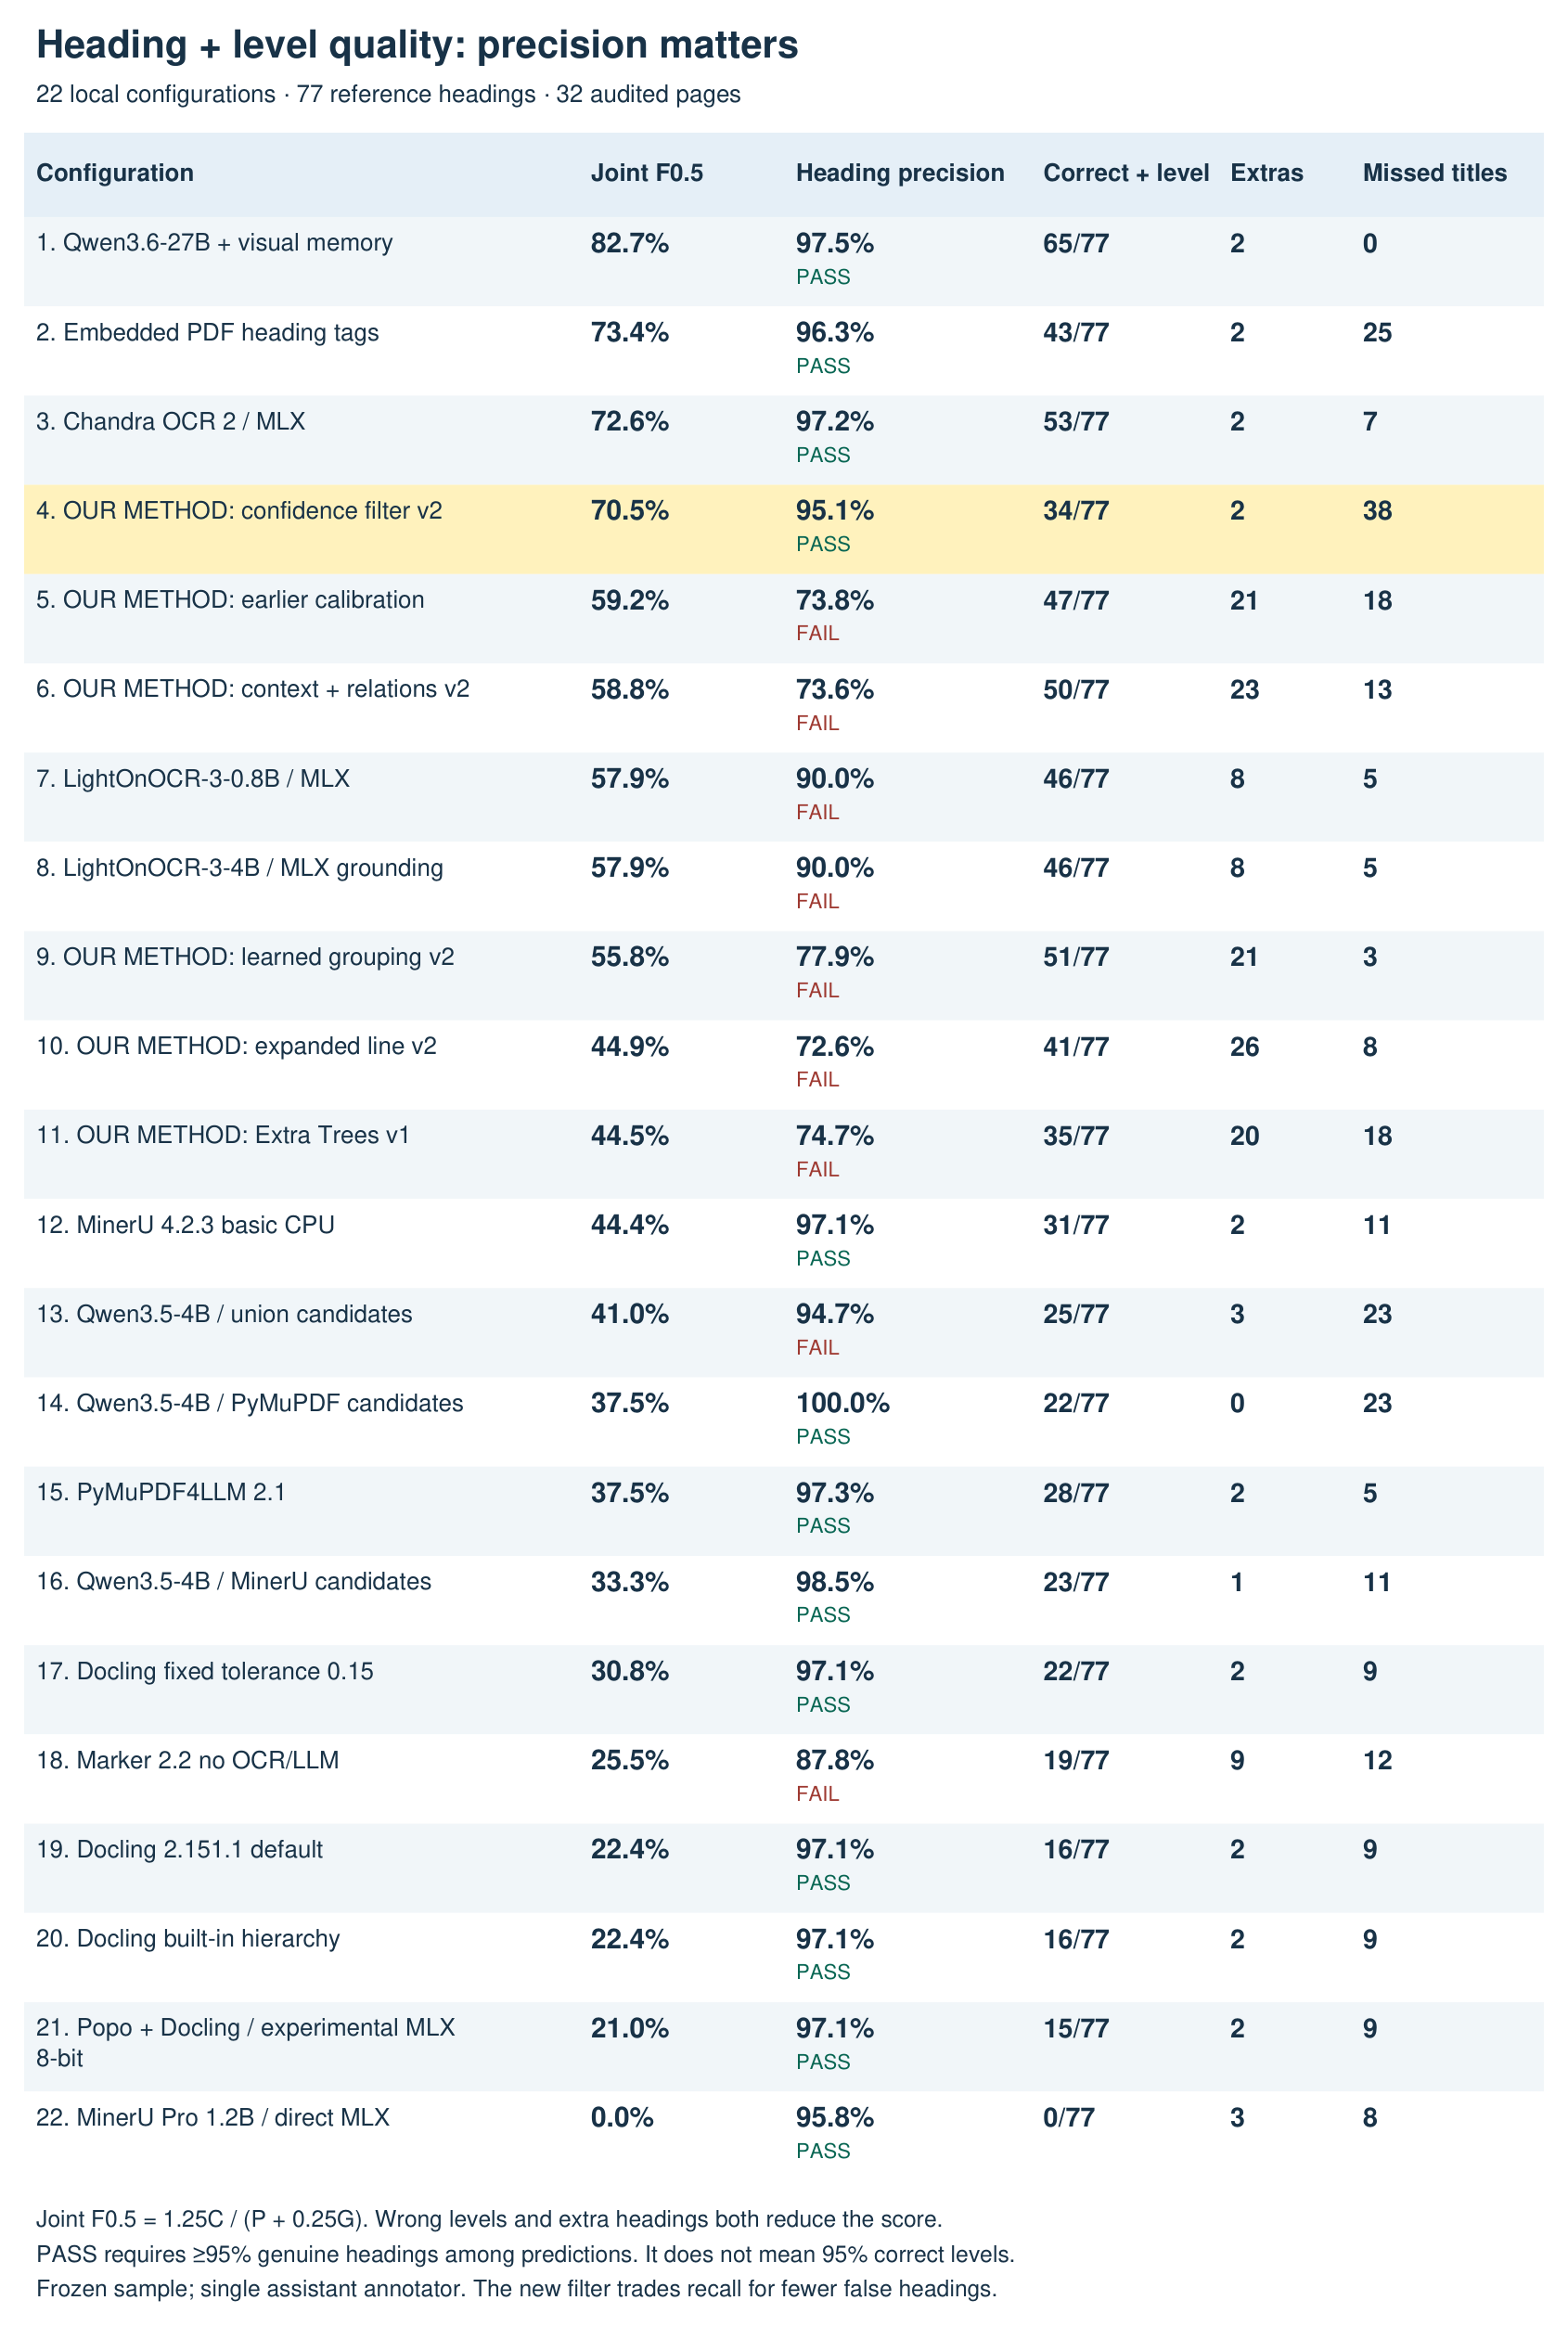 Heading + level quality: precision matters
22 local configurations · 77 reference headings · 32 audited pages
Configuration Joint F0.5 Heading precision Correct + level Extras Missed titles
1. Qwen3.6-27B + visual memory 82.7% 97.5% 65/77 2 0
PASS
2. Embedded PDF heading tags 73.4% 96.3% 43/77 2 25
PASS
3. Chandra OCR 2 / MLX 72.6% 97.2% 53/77 2 7
PASS
4. OUR METHOD: confidence filter v2 70.5% 95.1% 34/77 2 38
PASS
5. OUR METHOD: earlier calibration 59.2% 73.8% 47/77 21 18
FAIL
6. OUR METHOD: context + relations v2 58.8% 73.6% 50/77 23 13
FAIL
7. LightOnOCR-3-0.8B / MLX 57.9% 90.0% 46/77 8 5
FAIL
8. LightOnOCR-3-4B / MLX grounding 57.9% 90.0% 46/77 8 5
FAIL
9. OUR METHOD: learned grouping v2 55.8% 77.9% 51/77 21 3
FAIL
10. OUR METHOD: expanded line v2 44.9% 72.6% 41/77 26 8
FAIL
11. OUR METHOD: Extra Trees v1 44.5% 74.7% 35/77 20 18
FAIL
12. MinerU 4.2.3 basic CPU 44.4% 97.1% 31/77 2 11
PASS
13. Qwen3.5-4B / union candidates 41.0% 94.7% 25/77 3 23
FAIL
14. Qwen3.5-4B / PyMuPDF candidates 37.5% 100.0% 22/77 0 23
PASS
15. PyMuPDF4LLM 2.1 37.5% 97.3% 28/77 2 5
PASS
16. Qwen3.5-4B / MinerU candidates 33.3% 98.5% 23/77 1 11
PASS
17. Docling fixed tolerance 0.15 30.8% 97.1% 22/77 2 9
PASS
18. Marker 2.2 no OCR/LLM 25.5% 87.8% 19/77 9 12
FAIL
19. Docling 2.151.1 default 22.4% 97.1% 16/77 2 9
PASS
20. Docling built-in hierarchy 22.4% 97.1% 16/77 2 9
PASS
21. Popo + Docling / experimental MLX 21.0% 97.1% 15/77 2 9
8-bit PASS
22. MinerU Pro 1.2B / direct MLX 0.0% 95.8% 0/77 3 8
PASS
Joint F0.5 = 1.25C / (P + 0.25G). Wrong levels and extra headings both reduce the score.
PASS requires ≥95% genuine headings among predictions. It does not mean 95% correct levels.
Frozen sample; single assistant annotator. The new filter trades recall for fewer false headings.